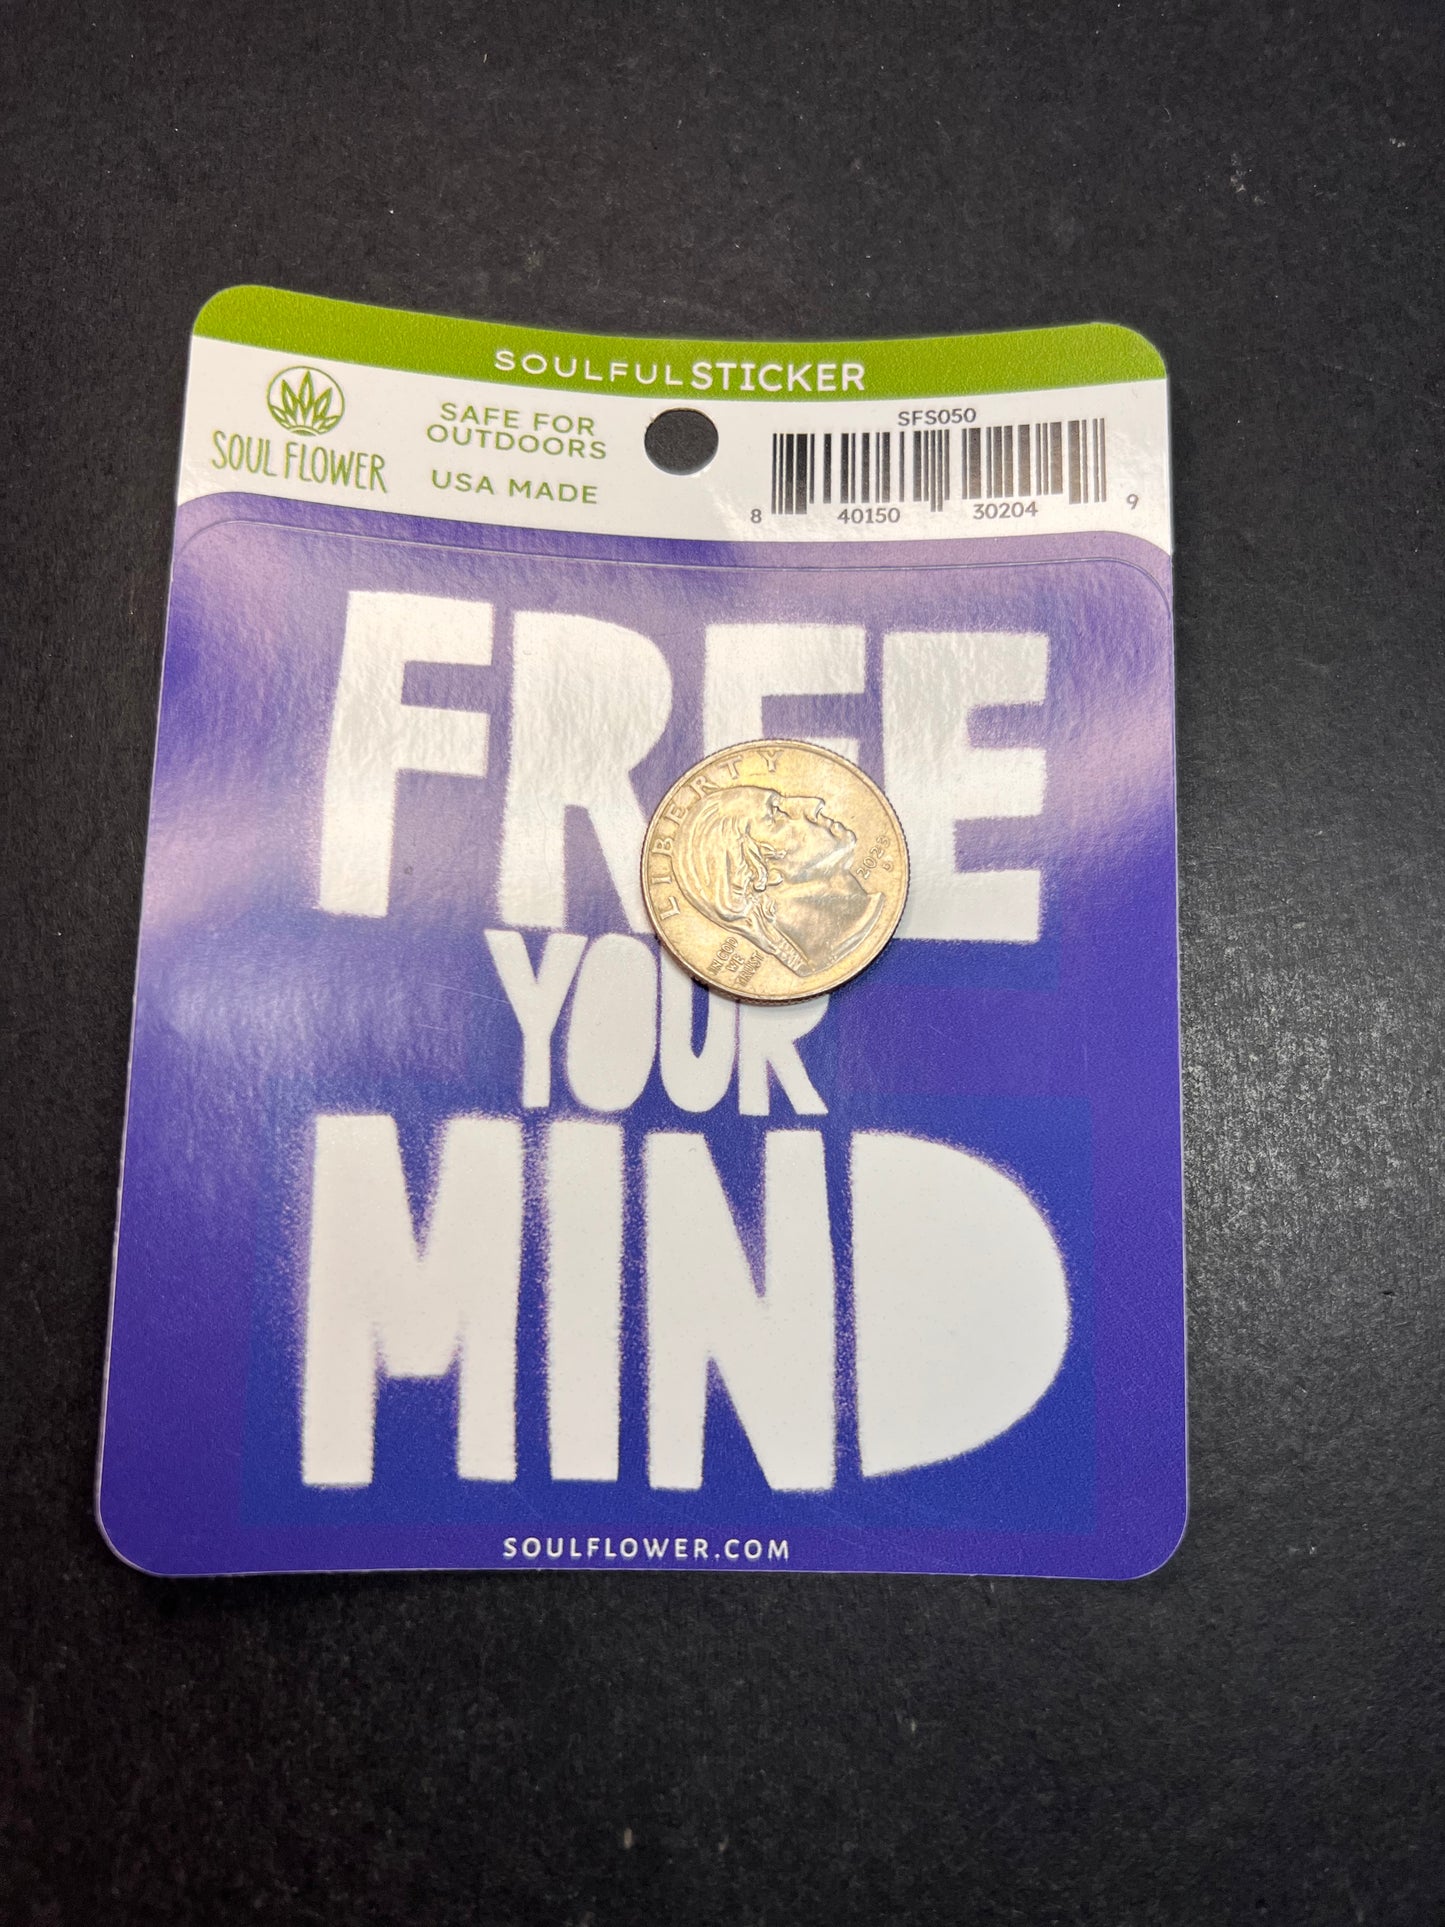 SOULFUL STICKER
SOUL FLOWER
SAFE FOR
OUTDOORS
USA MADE
SFS050
8 40150 30204 9
FREE
YOUR
MIND
LIBERTY
IN GOD
WE
TRUST
2023
SOULFLOWER.COM